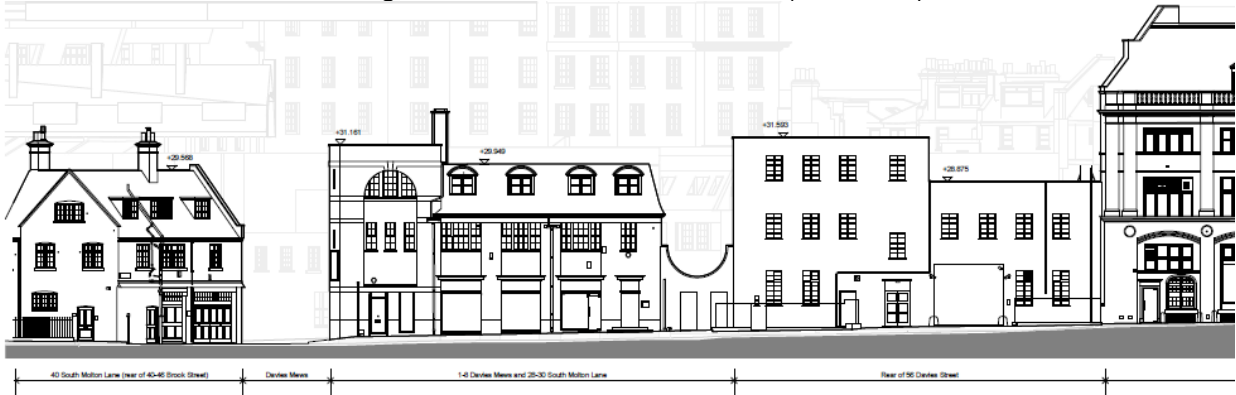 +31.161
+31.593
+29.949
+29.568
+28.875
40 South Molton Lane (rear of 40-46 Brook Street)
Davies Mews
1-8 Davies Mews and 28-30 South Molton Lane
Rear of 56 Davies Street